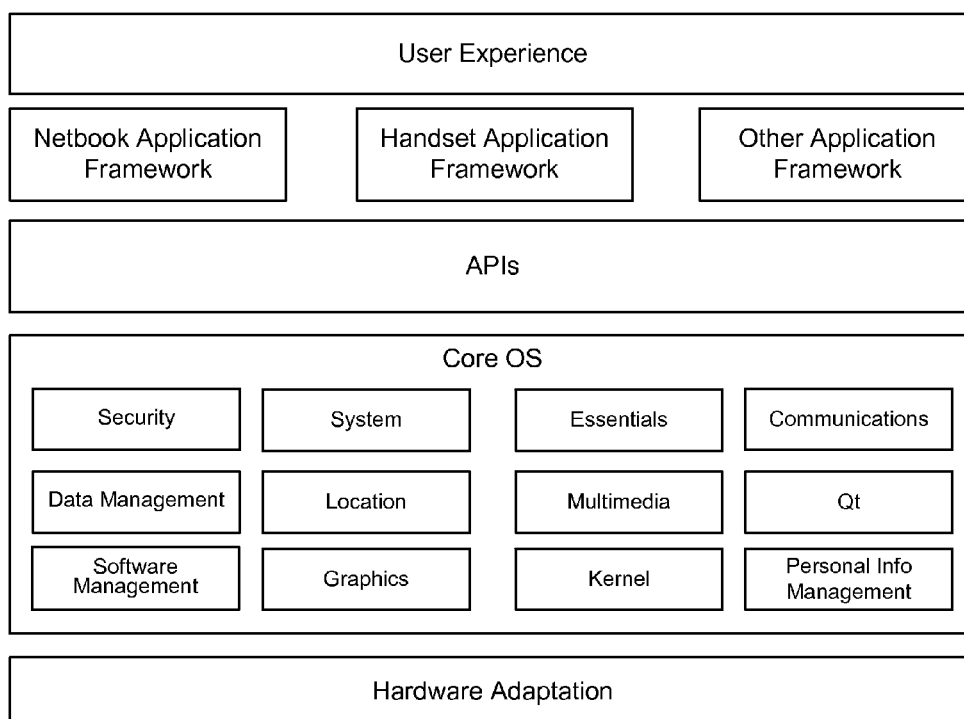 User Experience
Netbook Application
Framework
Handset Application
Framework
Other Application
Framework
APIs
Core OS
Security
System
Essentials
Communications
Data Management
Location
Multimedia
Qt
Software
Management
Graphics
Kernel
Personal Info
Management
Hardware Adaptation